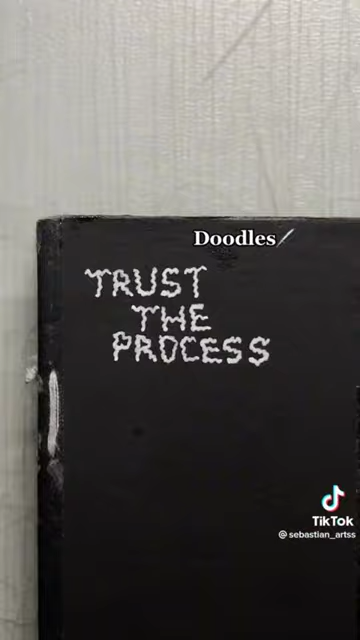 Doodles
TRUST
THE
PROCESS
TikTok
@sebastian_artss